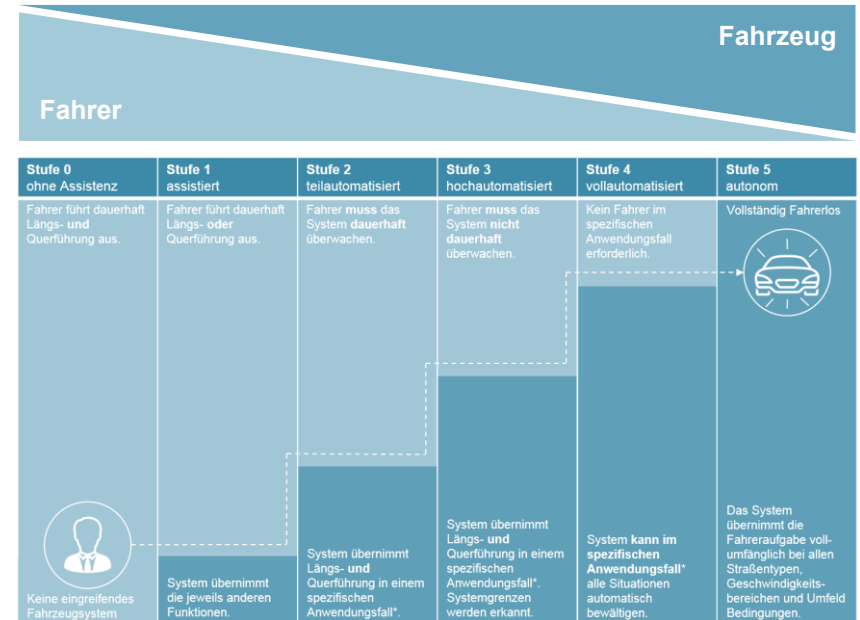 Fahrzeug
Fahrer
Stufe 0
ohne Assistenz
Stufe 1
assistiert
Stufe 2
teilautomatisiert
Stufe 3
hochautomatisiert
Stufe 4
vollautomatisiert
Stufe 5
autonom
Fahrer führt dauerhaft
Längs- und
Querführung aus.
Fahrer führt dauerhaft
Längs- oder
Querführung aus.
Fahrer muss das
System dauerhaft
überwachen.
Fahrer muss das
System nicht
dauerhaft
überwachen.
Kein Fahrer im
spezifischen
Anwendungsfall
erforderlich.
Vollständig Fahrerlos
Keine eingreifendes
Fahrzeugsystem
System übernimmt
die jeweils anderen
Funktionen.
System übernimmt
Längs- und
Querführung in einem
spezifischen
Anwendungsfall*.
System übernimmt
Längs- und
Querführung in einem
spezifischen
Anwendungsfall*.
Systemgrenzen
werden erkannt.
System kann im
spezifischen
Anwendungsfall*
alle Situationen
automatisch
bewältigen.
Das System
übernimmt die
Fahreraufgabe voll-
umfänglich bei allen
Straßentypen,
Geschwindigkeits-
bereichen und Umfeld
Bedingungen.